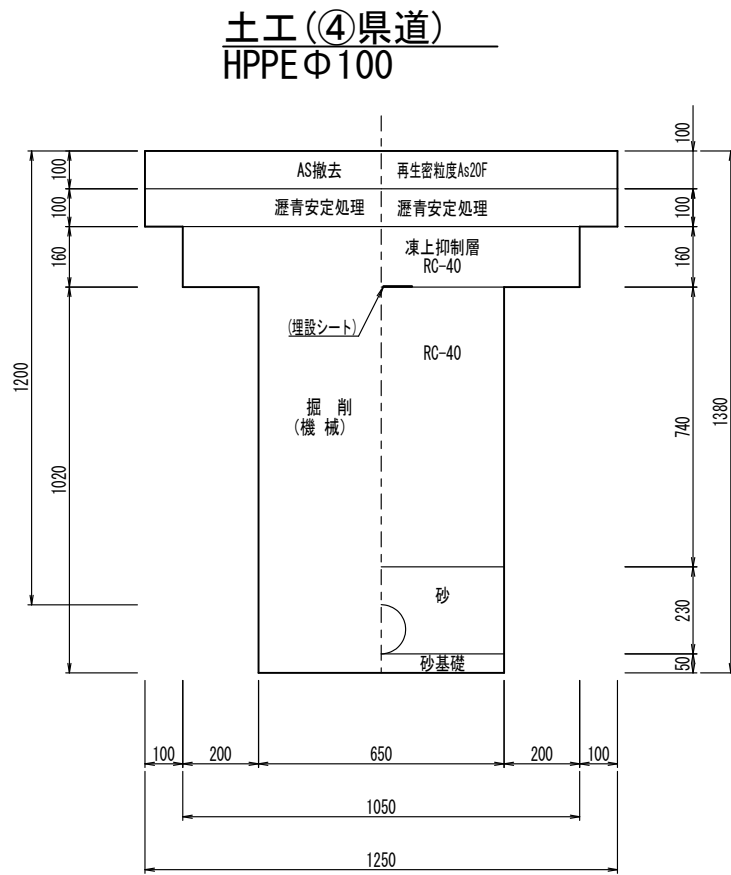 土工(④県道)
HPPEΦ100
100
100
AS撤去
再生密粒度As20F
100
瀝青安定処理
瀝青安定処理
100
160
凍上抑制層
RC-40
160
(埋設シート)
RC-40
1200
掘 削
(機 械)
740
1380
1020
砂
230
砂基礎
50
100
200
650
200
100
1050
1250